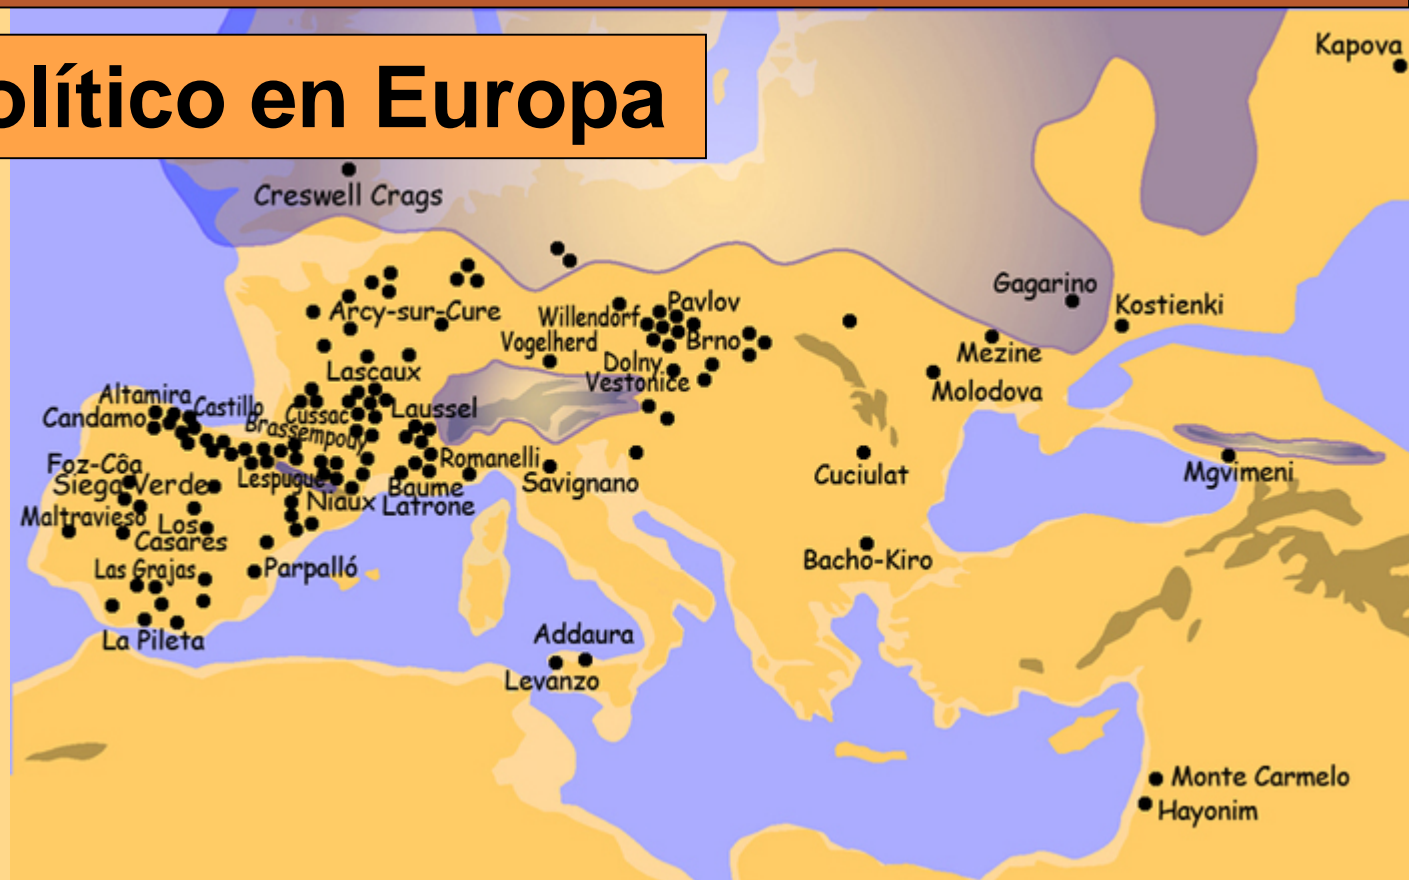 olítico en Europa
Kapova
Creswell Crags
Gagarino
Kostienki
Arcy-sur-Cure
Willendorf
Pavlov
Vogelherd
Brno
Dolny
Vestonice
Mezine
Molodova
Lascaux
Altamira
Castillo
Candamo
Cussac
Laussel
Brassempouy
Foz-Côa
Siega Verde
Lespugue
Romanelli
Savignano
Cuciulat
Mgvimeni
Niaux
Baume
Latrone
Maltravieso
Los
Casares
Las Grajas
Parpalló
Bacho-Kiro
La Pileta
Addaura
Levanzo
Monte Carmelo
Hayonim